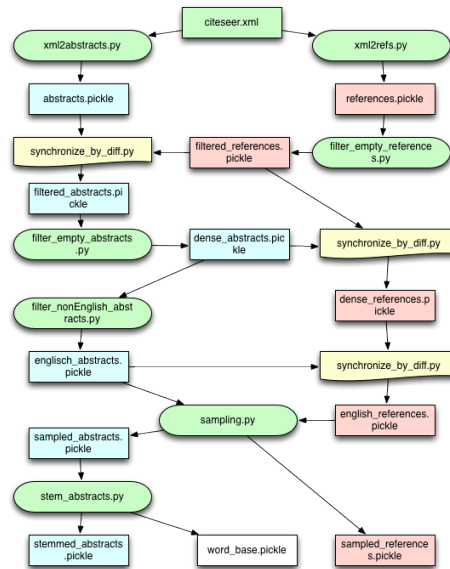 citeseer.xml
xml2abstracts.py
xml2refs.py
abstracts.pickle
references.pickle
synchronize_by_diff.py
filtered_references.
pickle
filter_empty_reference
s.py
filtered_abstracts.pi
ckle
filter_empty_abstracts
.py
dense_abstracts.pic
kle
synchronize_by_diff.py
filter_nonEnglish_abst
racts.py
dense_references.p
ickle
englisch_abstracts.
pickle
synchronize_by_diff.py
sampling.py
english_references.
pickle
sampled_abstracts.
pickle
stem_abstracts.py
stemmed_abstracts
.pickle
word_base.pickle
sampled_reference
s.pickle